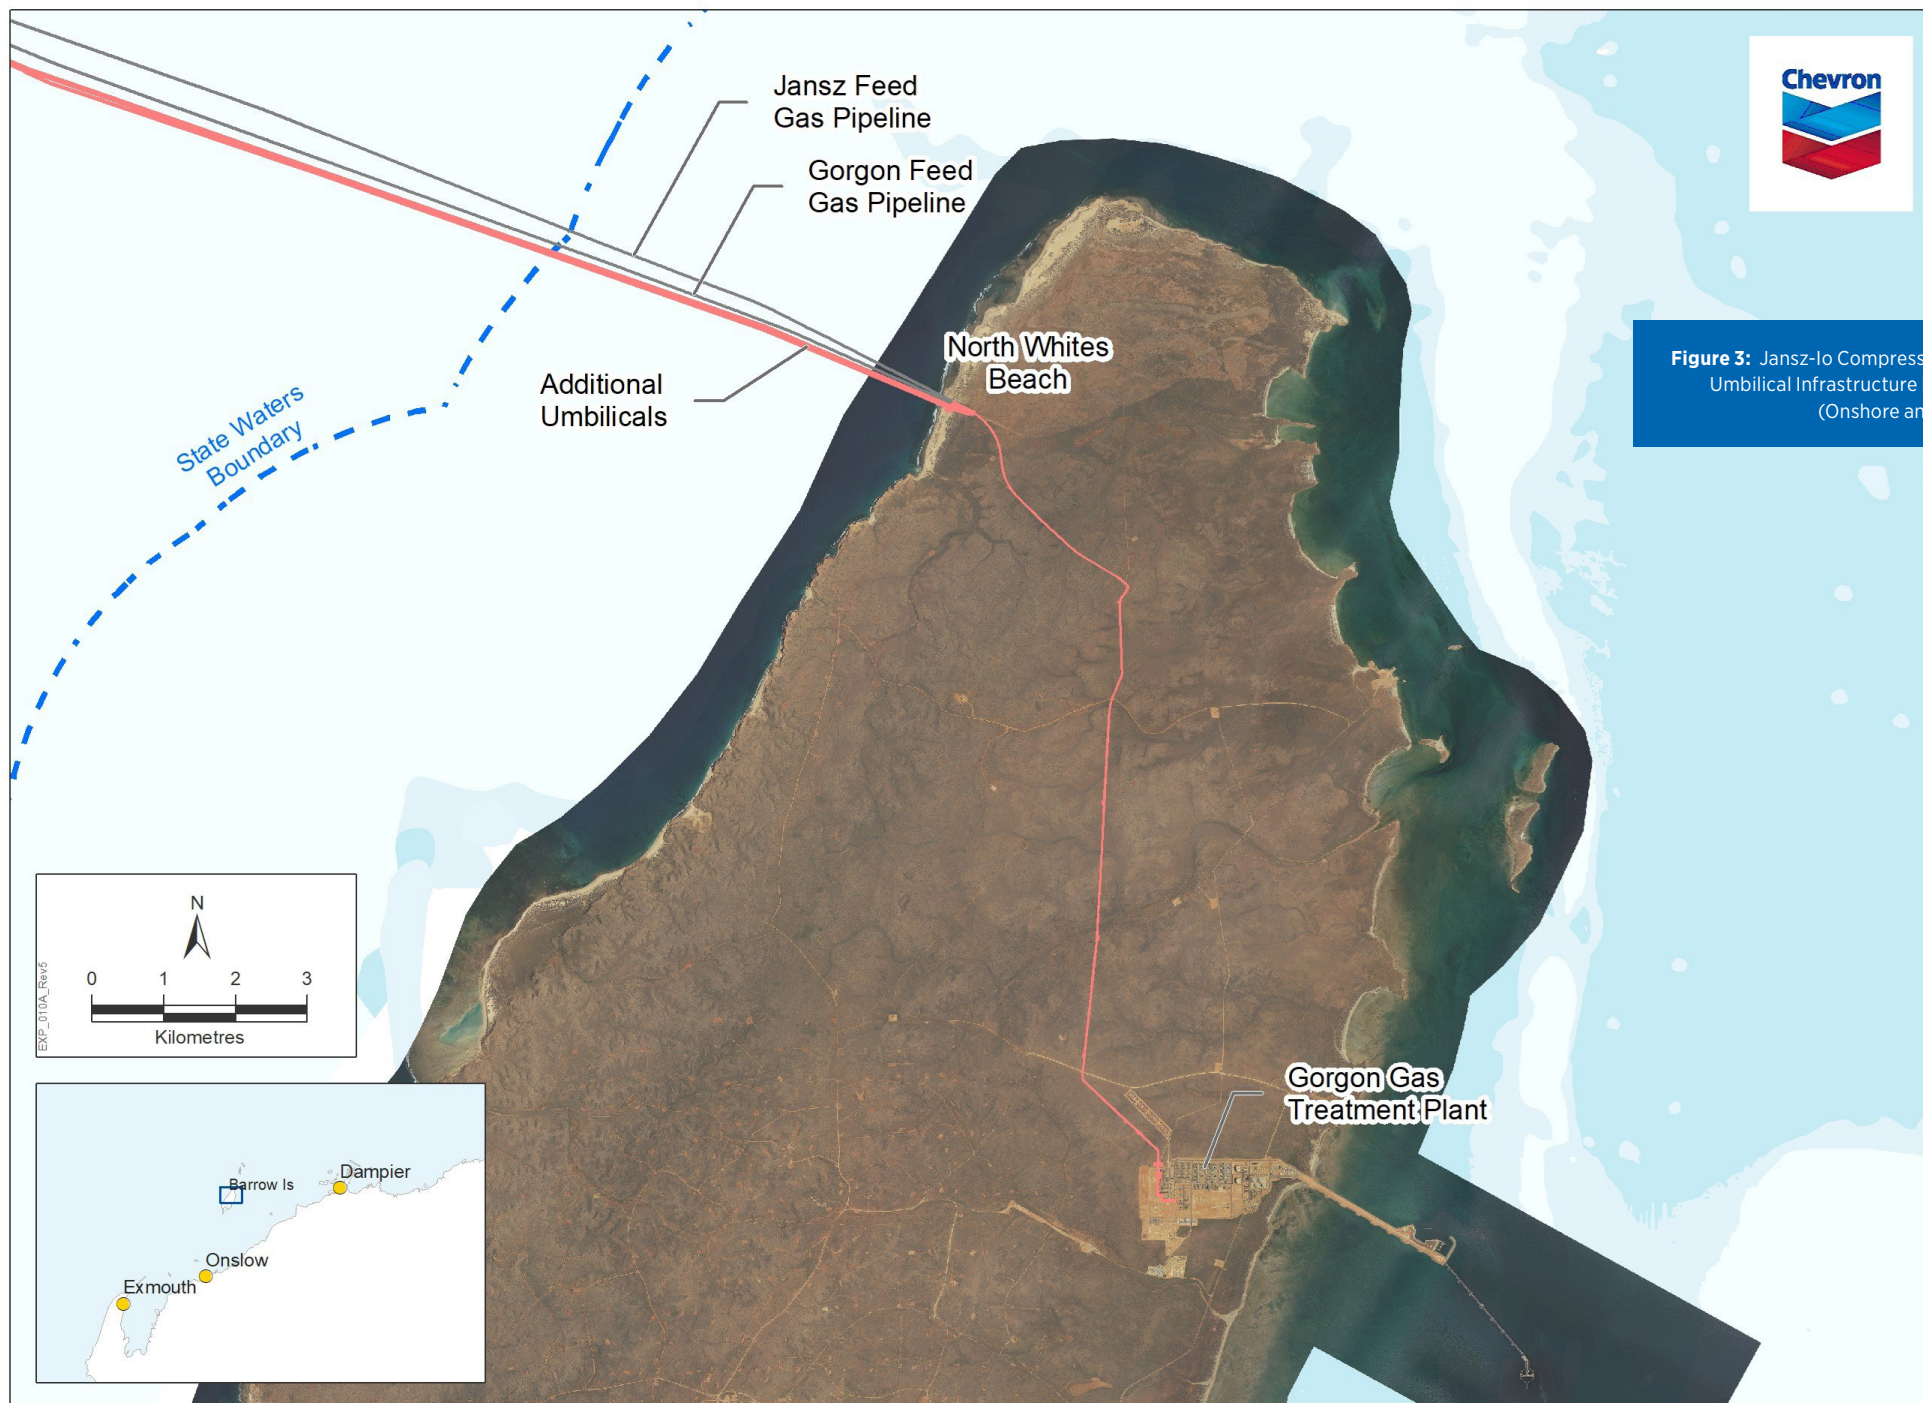 Jansz Feed
Gas Pipeline
Chevron
Gorgon Feed
Gas Pipeline
North Whites
Beach
Figure 3: Jansz-Io Compress
Umbilical Infrastructure
(Onshore an
Additional
Umbilicals
State Waters
Boundary
N
0 1 2 3
Kilometres
EXP_010A_Rev5
Gorgon Gas
Treatment Plant
Dampier
Barrow Is
Onslow
Exmouth